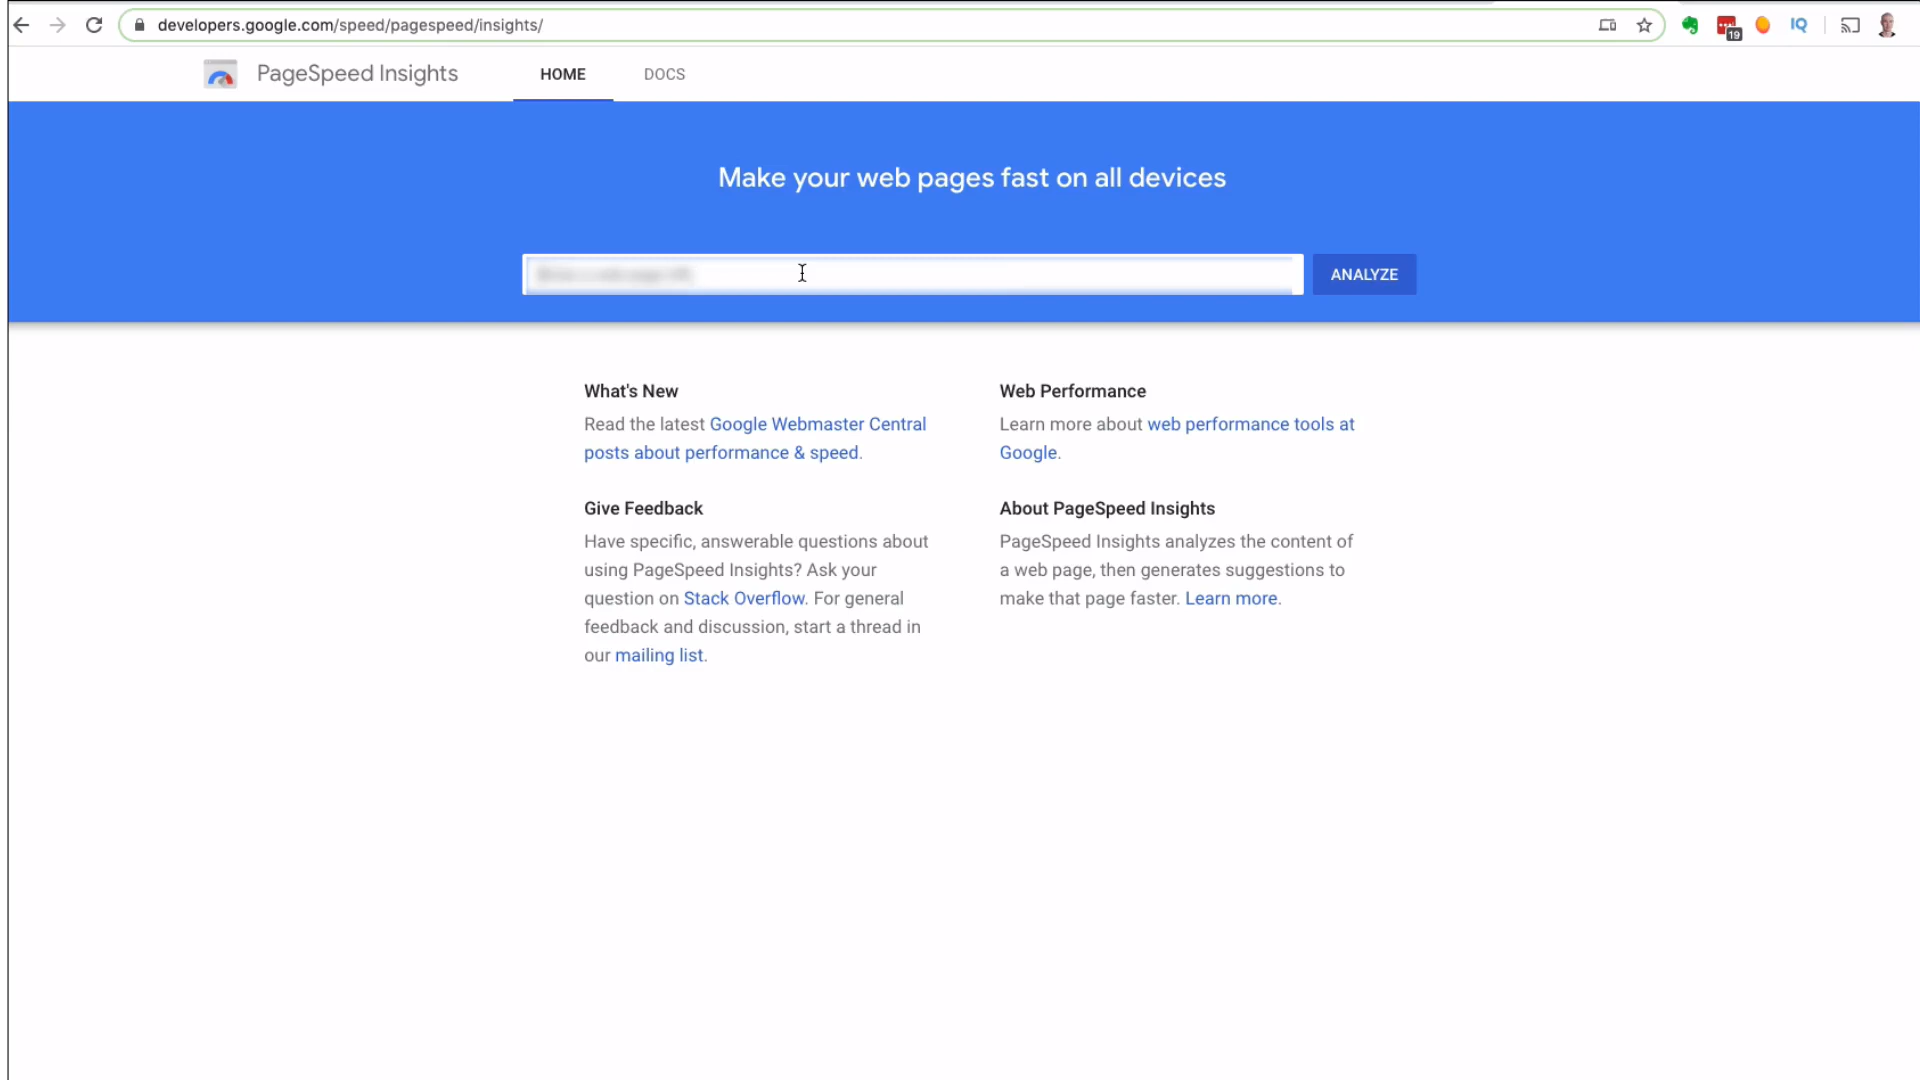 developers.google.com/speed/pagespeed/insights/
19
IQ
PageSpeed Insights
HOME
DOCS
Make your web pages fast on all devices
ANALYZE
What's New
Read the latest Google Webmaster Central
posts about performance & speed.
Web Performance
Learn more about web performance tools at
Google.
Give Feedback
Have specific, answerable questions about
using PageSpeed Insights? Ask your
question on Stack Overflow. For general
feedback and discussion, start a thread in
our mailing list.
About PageSpeed Insights
PageSpeed Insights analyzes the content of
a web page, then generates suggestions to
make that page faster. Learn more.